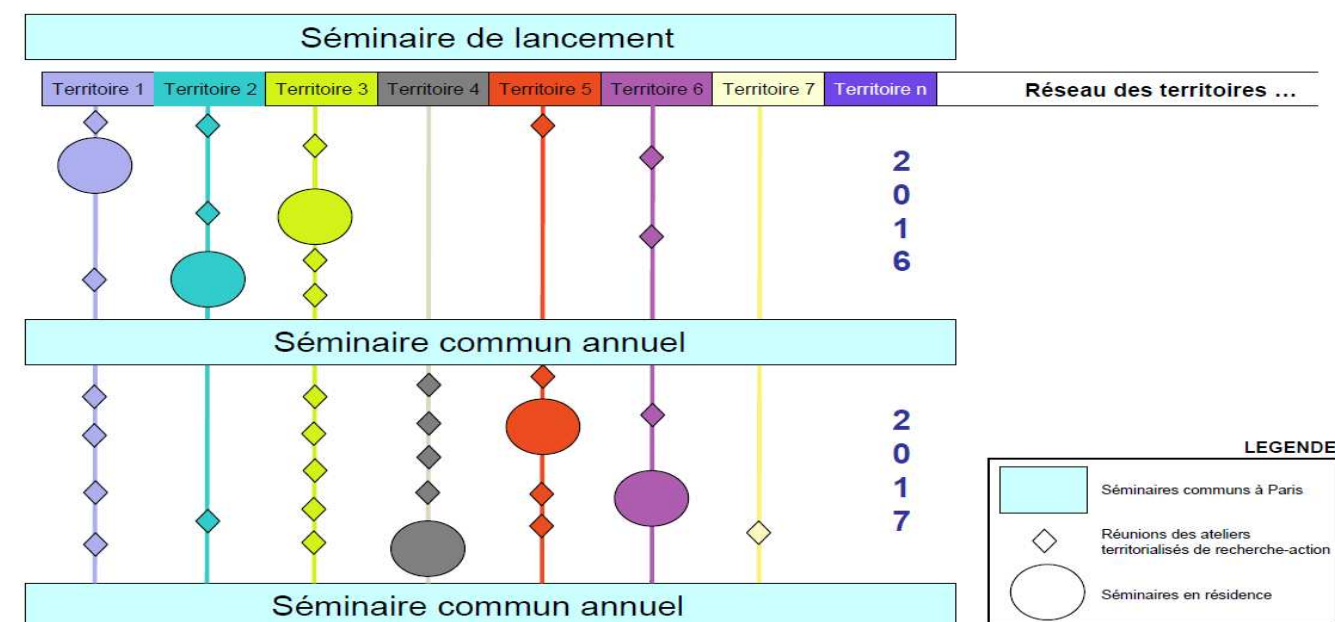 Séminaire de lancement
Territoire 1 Territoire 2 Territoire 3 Territoire 4 Territoire 5 Territoire 6 Territoire 7 Territoire n Réseau des territoires ...
2
0
1
6
Séminaire commun annuel
2
0
1
7
LEGENDE
Séminaires communs à Paris
Réunions des ateliers
territorialisés de recherche-action
Séminaires en résidence
Séminaire commun annuel